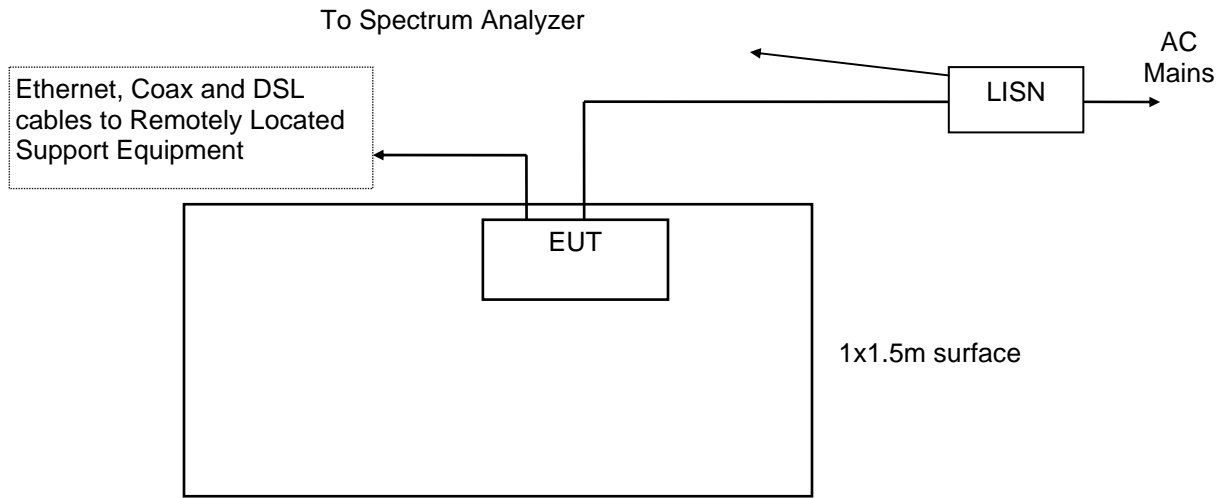 To Spectrum Analyzer
AC
Mains
Ethernet, Coax and DSL
cables to Remotely Located
Support Equipment
LISN
EUT
1x1.5m surface